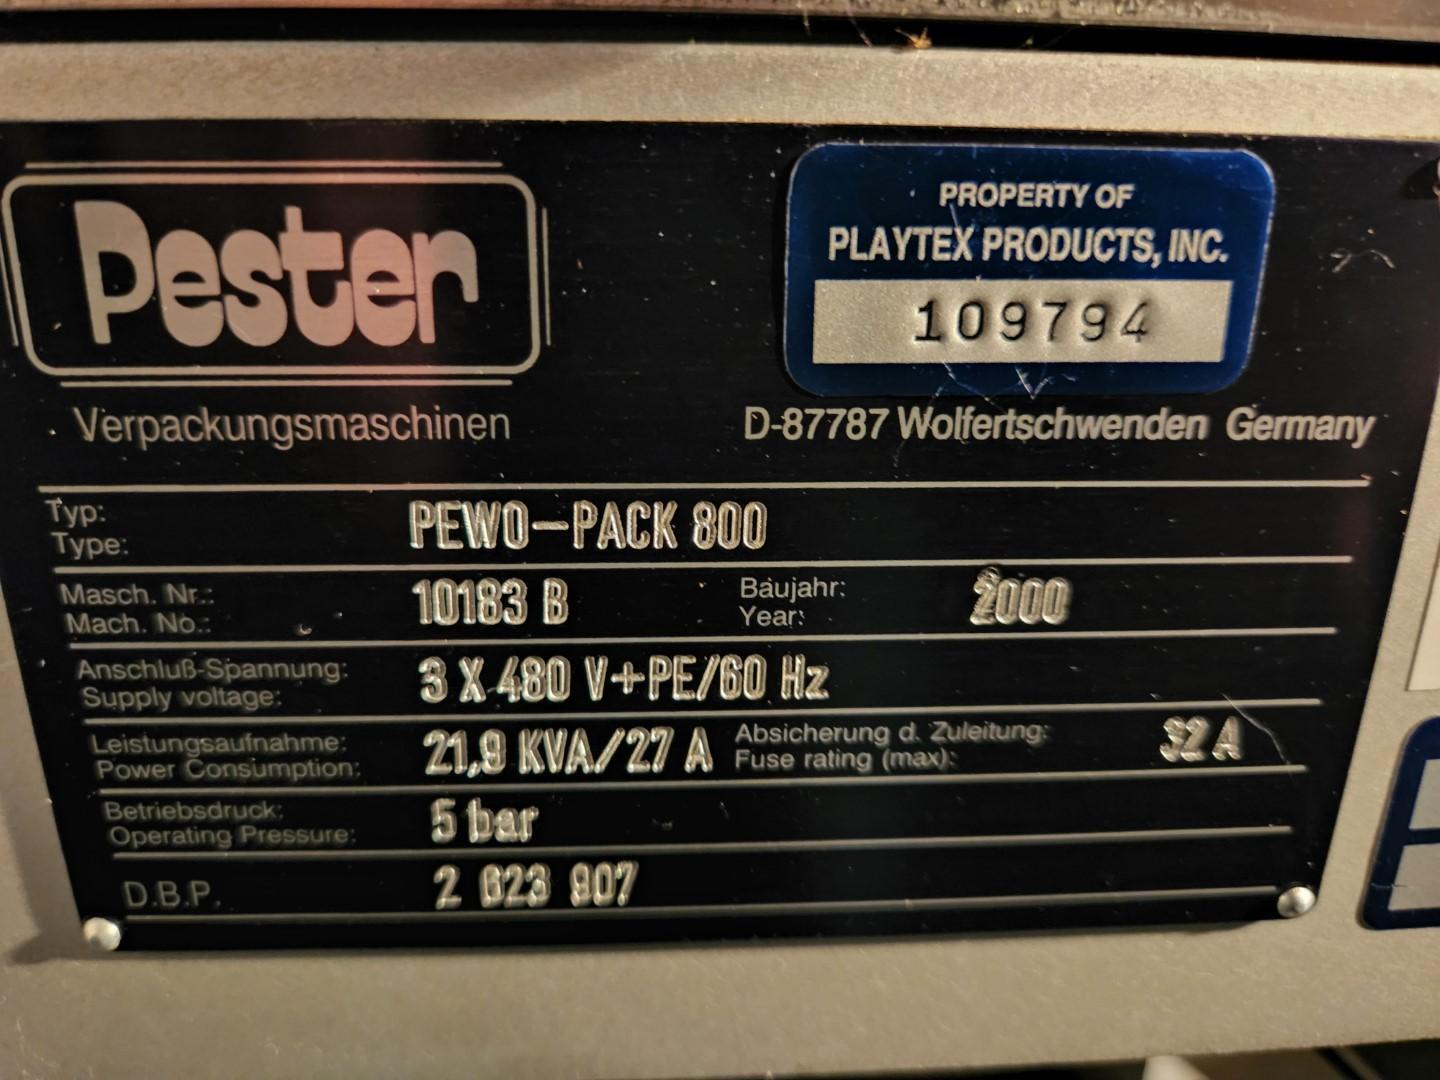 Pester
PROPERTY OF
PLAYTEX PRODUCTS, INC.
109794
Verpackungsmaschinen
D-87787 Wolfertschwenden Germany
Typ:
Type:
PEWO-PACK 800
Masch. Nr.:
Mach. No.:
10183 B
Baujahr:
Year:
2000
Anschluß-Spannung:
Supply voltage:
3 X 480 V+PE/60 Hz
Leistungsaufnahme:
Power Consumption:
21,9 KVA/27 A
Absicherung d. Zuleitung:
Fuse rating (max):
32 A
Betriebsdruck:
Operating Pressure:
5 bar
D.B.P.
2 623 907